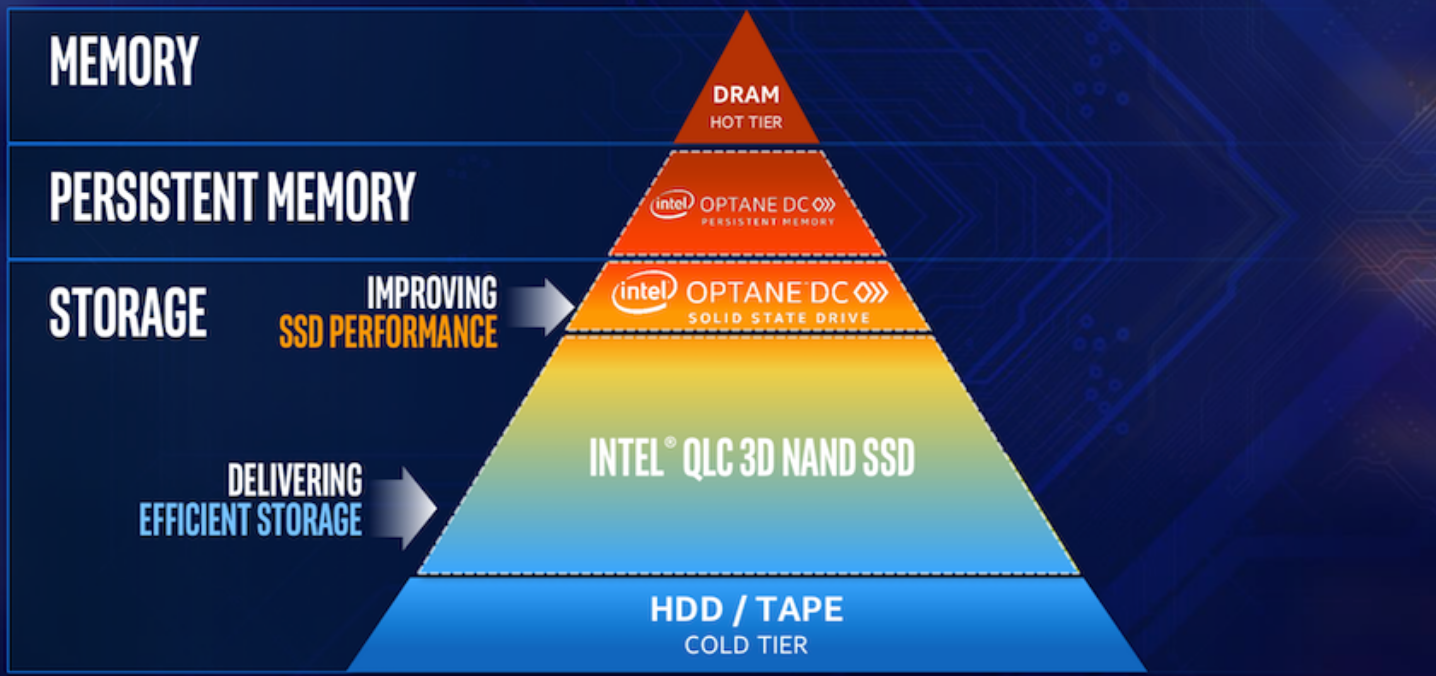 MEMORY
DRAM
HOT TIER
PERSISTENT MEMORY
intel OPTANE DC
PERSISTENT MEMORY
STORAGE
IMPROVING
SSD PERFORMANCE
intel OPTANE DC
SOLID STATE DRIVE
INTEL® QLC 3D NAND SSD
DELIVERING
EFFICIENT STORAGE
HDD / TAPE
COLD TIER